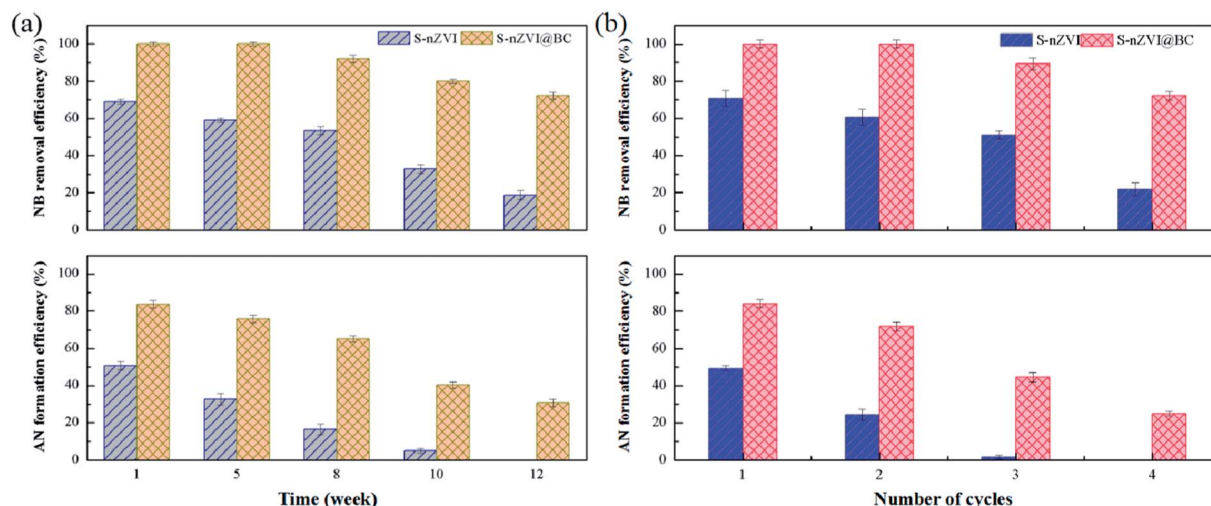 (a)
NB removal efficiency (%)
100
80
60
40
20
0
S-nZVI
S-nZVI@BC
AN formation efficiency (%)
100
80
60
40
20
0
1
5
8
10
12
Time (week)
(b)
NB removal efficiency (%)
100
80
60
40
20
0
S-nZVI
S-nZVI@BC
AN formation efficiency (%)
100
80
60
40
20
0
1
2
3
4
Number of cycles